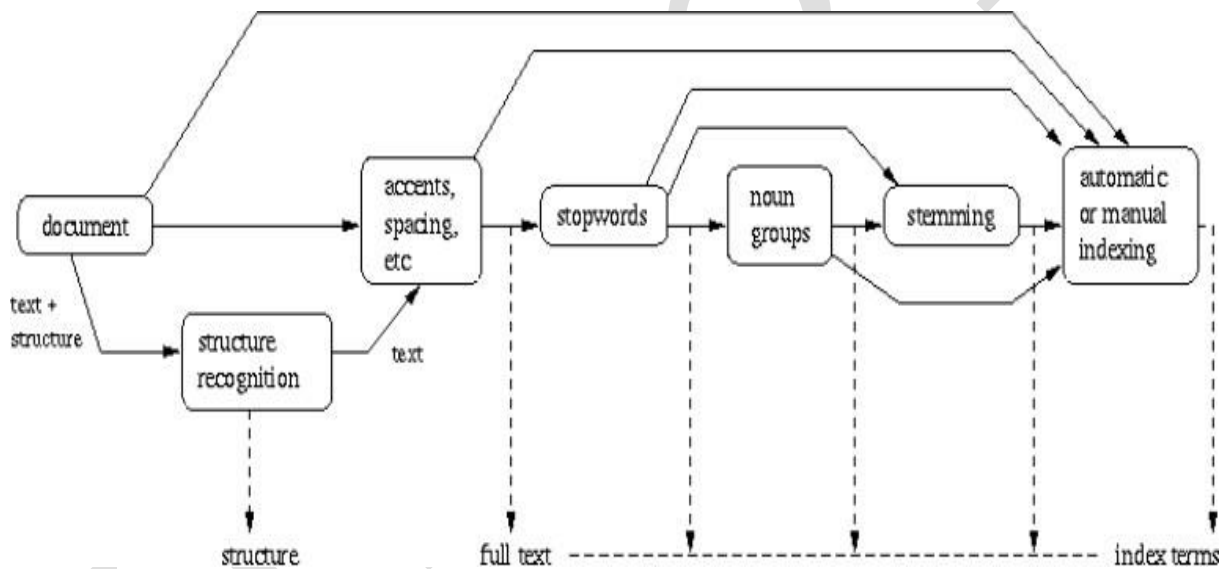 document
accents,
spacing,
etc
stopwords
noun
groups
stemming
automatic
or manual
indexing
text +
structure
structure
recognition
text
structure
full text
index terms